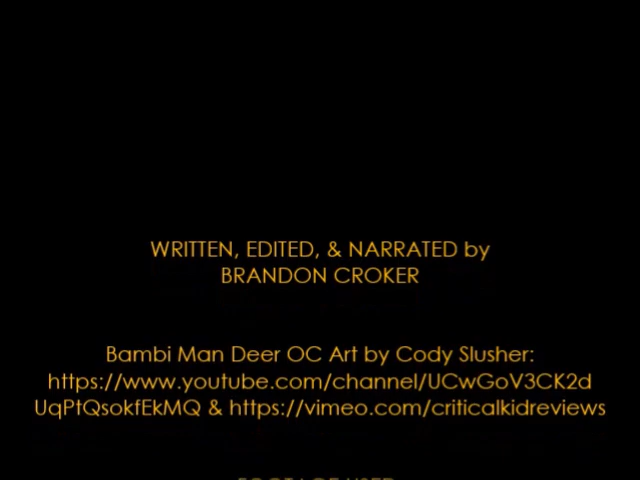 WRITTEN, EDITED, & NARRATED by
BRANDON CROKER
Bambi Man Deer OC Art by Cody Slusher:
https://www.youtube.com/channel/UCwGoV3CK2d
UqPtQsokfEkMQ & https://vimeo.com/criticalkidreviews